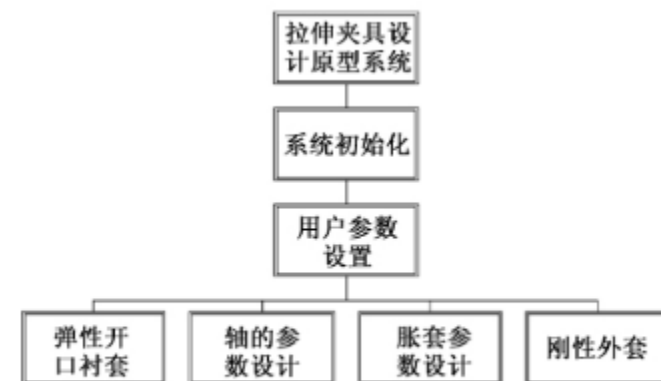 拉伸夹具设
计原型系统
系统初始化
用户参数
设置
弹性开
口衬套
轴的参
数设计
胀套参
数设计
刚性外套